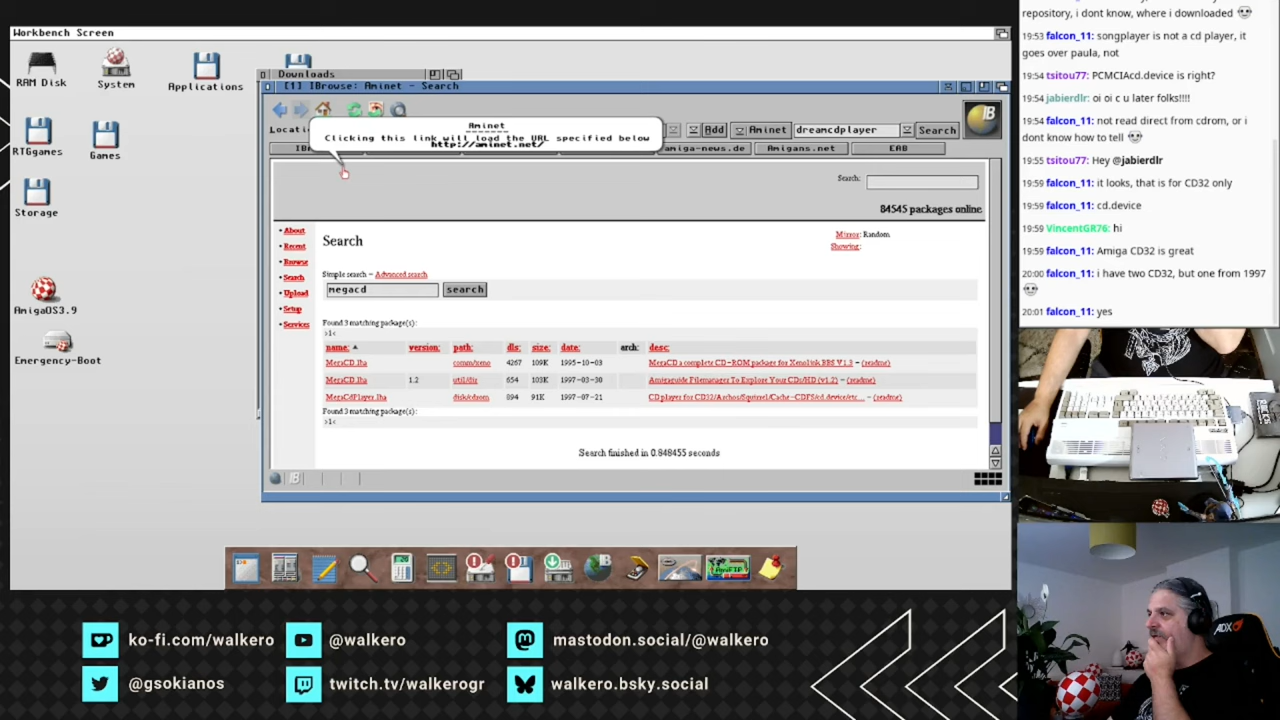 Workbench Screen
RAM Disk
System
Applications
RTGgames
Games
Storage
AmigaOS3.9
Emergency-Boot
Downloads
[1] IBrowse: Aminet - Search
Add
Aminet
dreamcdplayer
Search
Aminet
Clicking this link will load the URL specified below
http://aminet.net/
amiga-news.de
Amigans.net
EAB
Search:
84545 packages online
• About
• Recent
• Browse
• Search
• Upload
• Setup
• Services
Search
Mirror: Random
Showing:
Simple search - Advanced search
megacd
search
Found 3 matching package(s):
>1<
name: version: path: dls: size: date: arch: desc:
MegaCD.lha comm/xeno 4267 109K 1995-10-03 MegaCD a complete CD-ROM packager for Xenolink BBS V1.3 - (readme)
MegaCD.lha 1.2 util/dir 654 103K 1997-03-30 Amigaguide Filemanager To Explore Your CDs/HD (v1.2) - (readme)
MegaCdPlayer.lha disk/cdrom 894 91K 1997-07-21 CD player for CD32/Archos/Squirrel/Cache-CDFS/cd.device/etc... - (readme)
Found 3 matching package(s):
>1<
Search finished in 0.848455 seconds
repository, i dont know, where i downloaded
19:53 falcon_11: songplayer is not a cd player, it
goes over paula, not
19:54 tsitou77: PCMCIAcd.device is right?
19:54 jabierdlr: oi oi c u later folks!!!!
19:54 falcon_11: not read direct from cdrom, or i
dont know how to tell
19:55 tsitou77: Hey @jabierdlr
19:59 falcon_11: it looks, that is for CD32 only
19:59 falcon_11: cd.device
19:59 VincentGR76: hi
19:59 falcon_11: Amiga CD32 is great
20:00 falcon_11: i have two CD32, but one from 1997
20:01 falcon_11: yes
ko-fi.com/walkero
@walkero
mastodon.social/@walkero
@gsokianos
twitch.tv/walkerogr
walkero.bsky.social